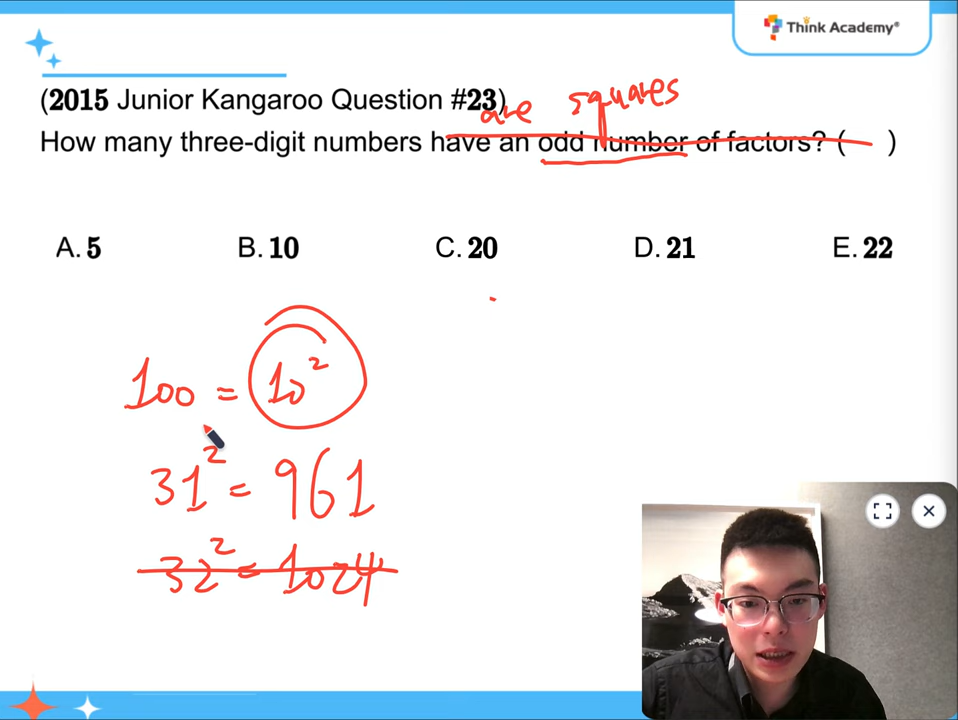 Think Academy®
(2015 Junior Kangaroo Question #23)
are squares
How many three-digit numbers have an odd number of factors? ( )
A. 5 B. 10 C. 20 D. 21 E. 22
100 = 10²
31² = 961
32² = 1024